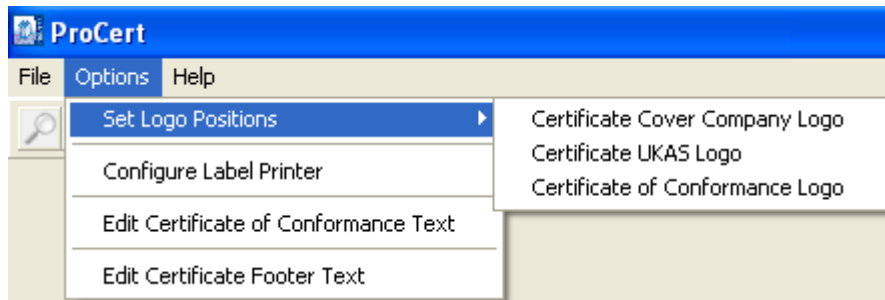 ProCert
File Options Help
Set Logo Positions
Configure Label Printer
Edit Certificate of Conformance Text
Edit Certificate Footer Text
Certificate Cover Company Logo
Certificate UKAS Logo
Certificate of Conformance Logo